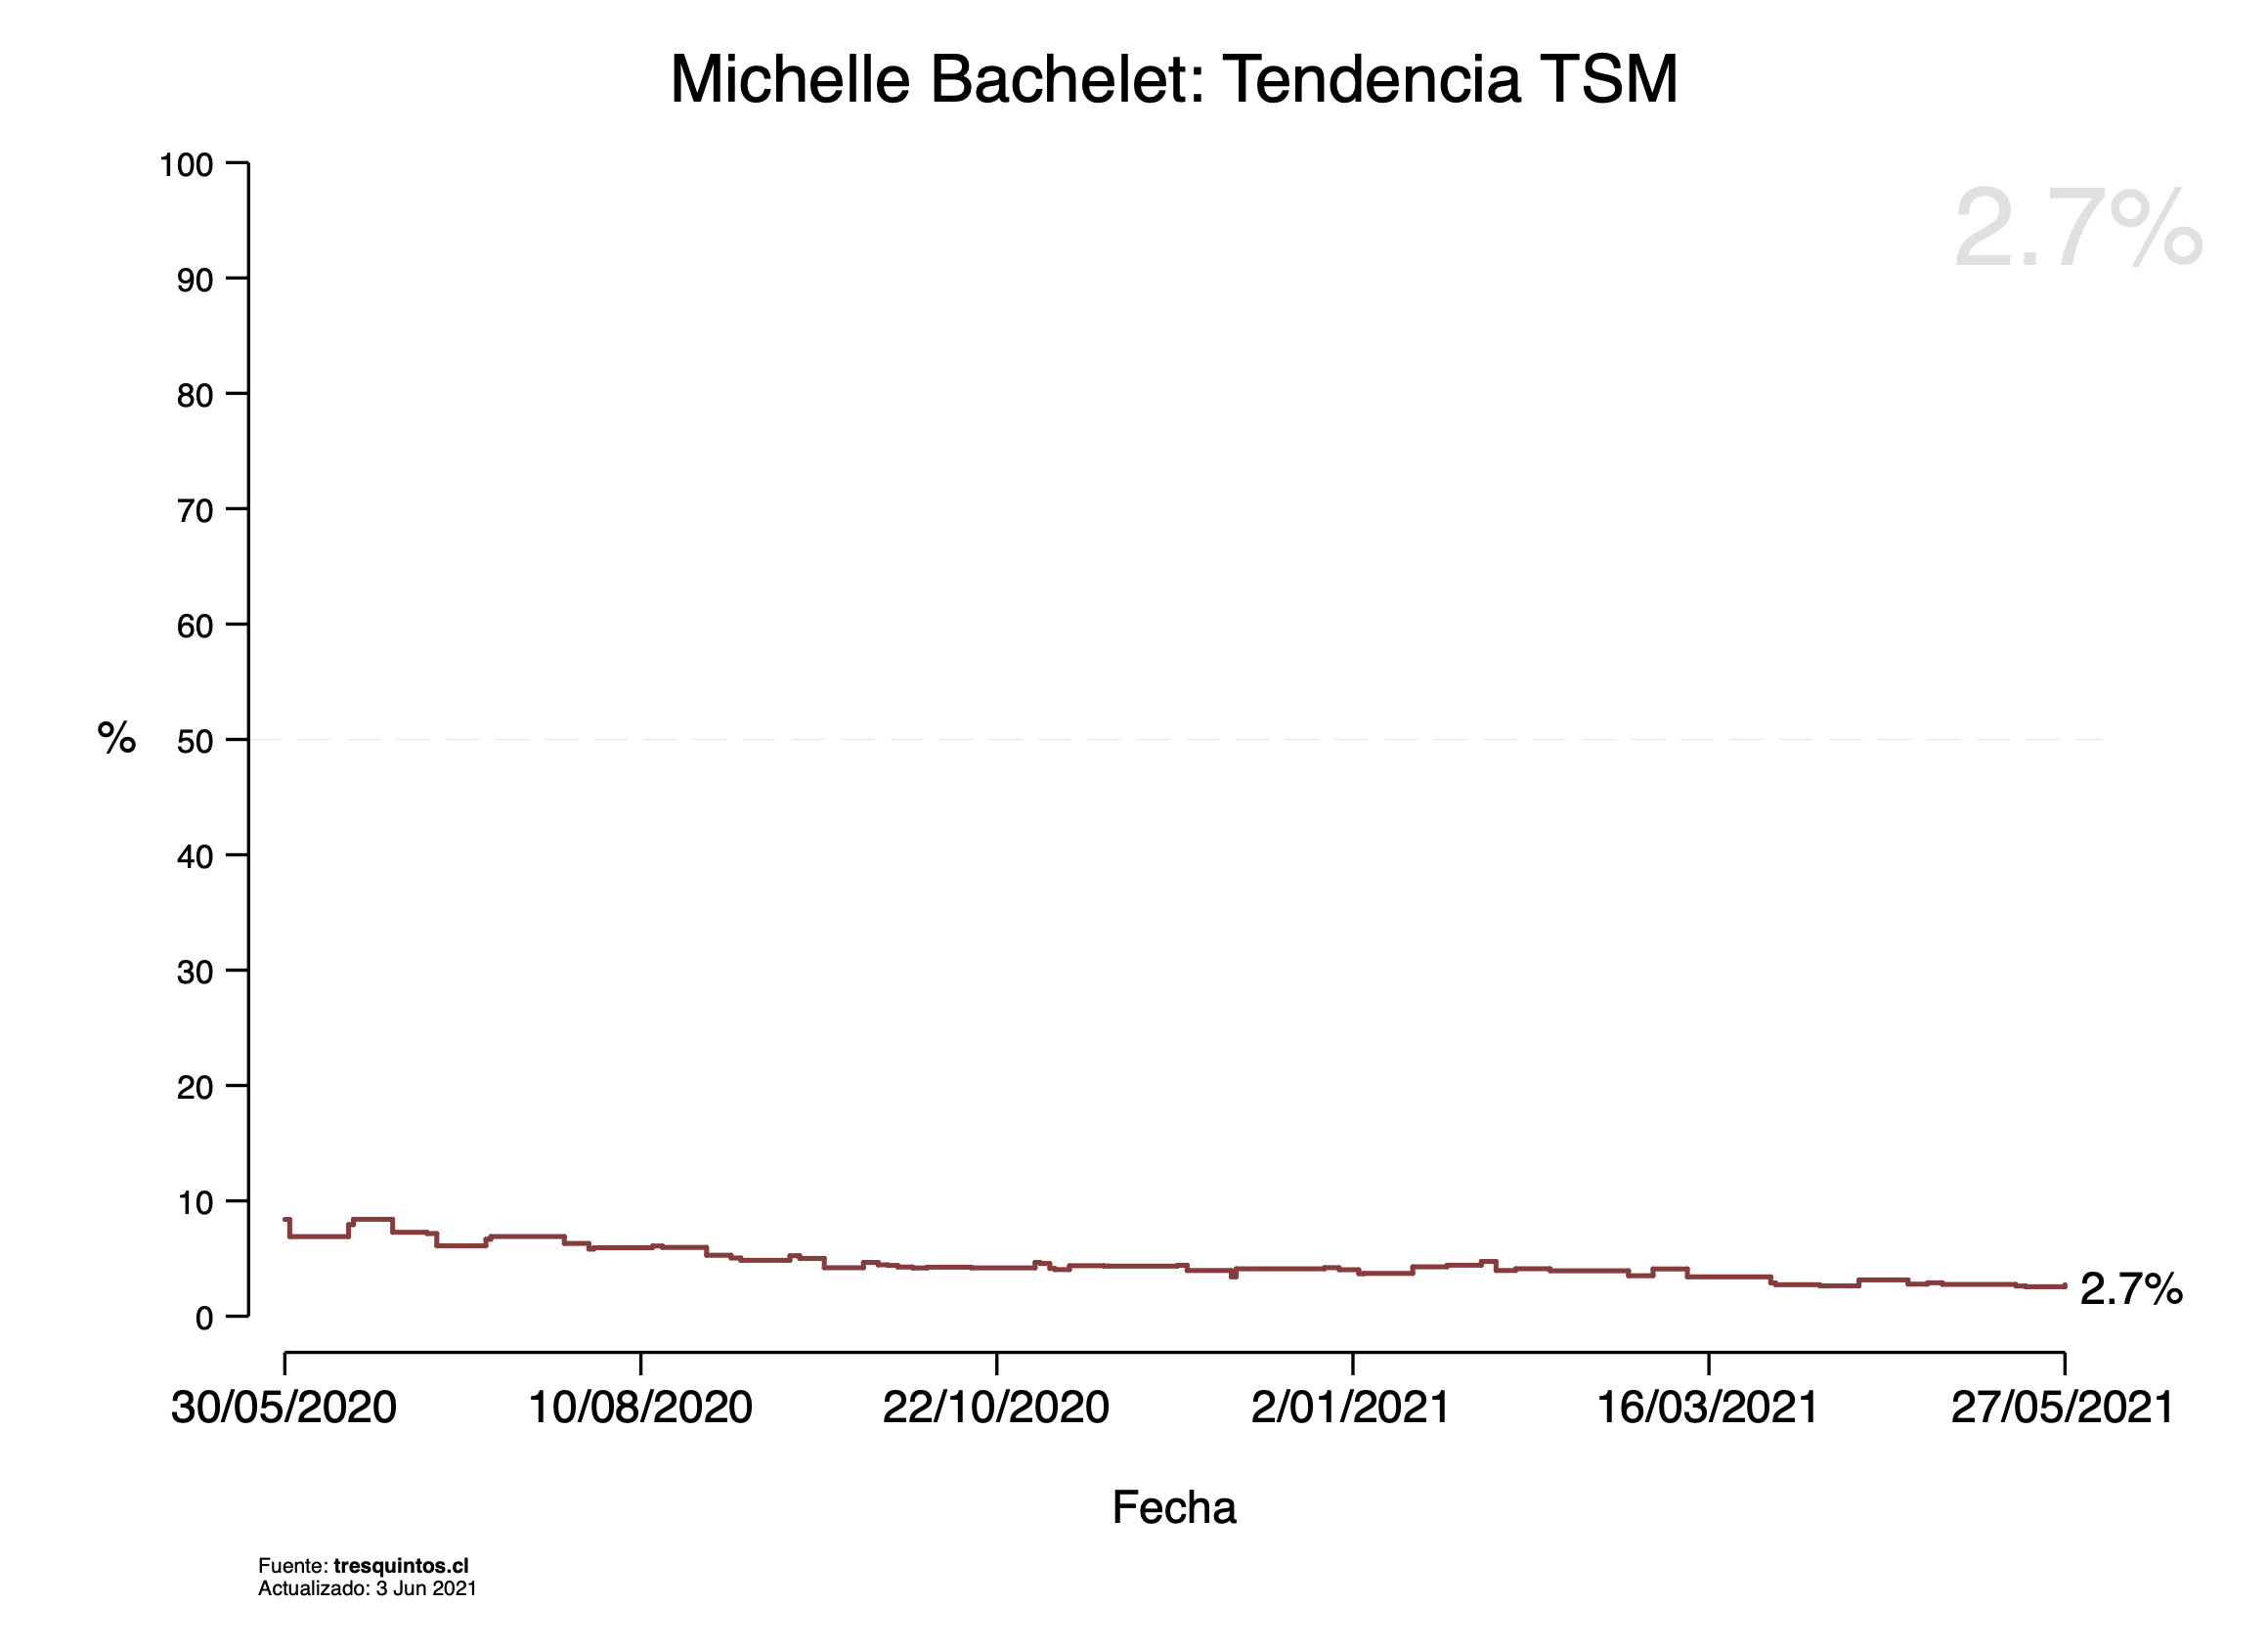 Michelle Bachelet: Tendencia TSM
2.7%
100
90
80
70
60
50
40
30
20
10
0
%
2.7%
30/05/2020 10/08/2020 22/10/2020 2/01/2021 16/03/2021 27/05/2021
Fecha
Fuente: tresquintos.cl
Actualizado: 3 Jun 2021